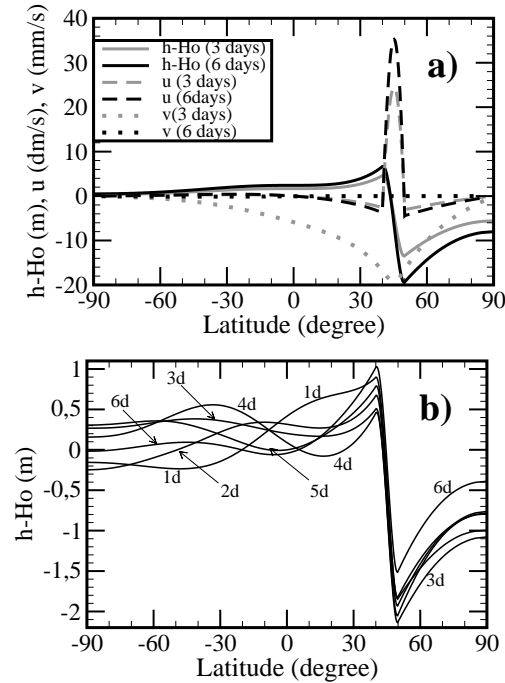 h-Ho (m), u (dm/s), v (mm/s)
40
30
20
10
0
-10
-20
h-Ho (3 days)
h-Ho (6 days)
u (3 days)
u (6days)
v(3 days)
v (6 days)
a)
-90 -60 -30 0 30 60 90
Latitude (degree)
h-Ho (m)
1
0.5
0
-0.5
-1
-1.5
-2
b)
3d
1d
6d
4d
1d
2d
5d
4d
6d
3d
-90 -60 -30 0 30 60 90
Latitude (degree)